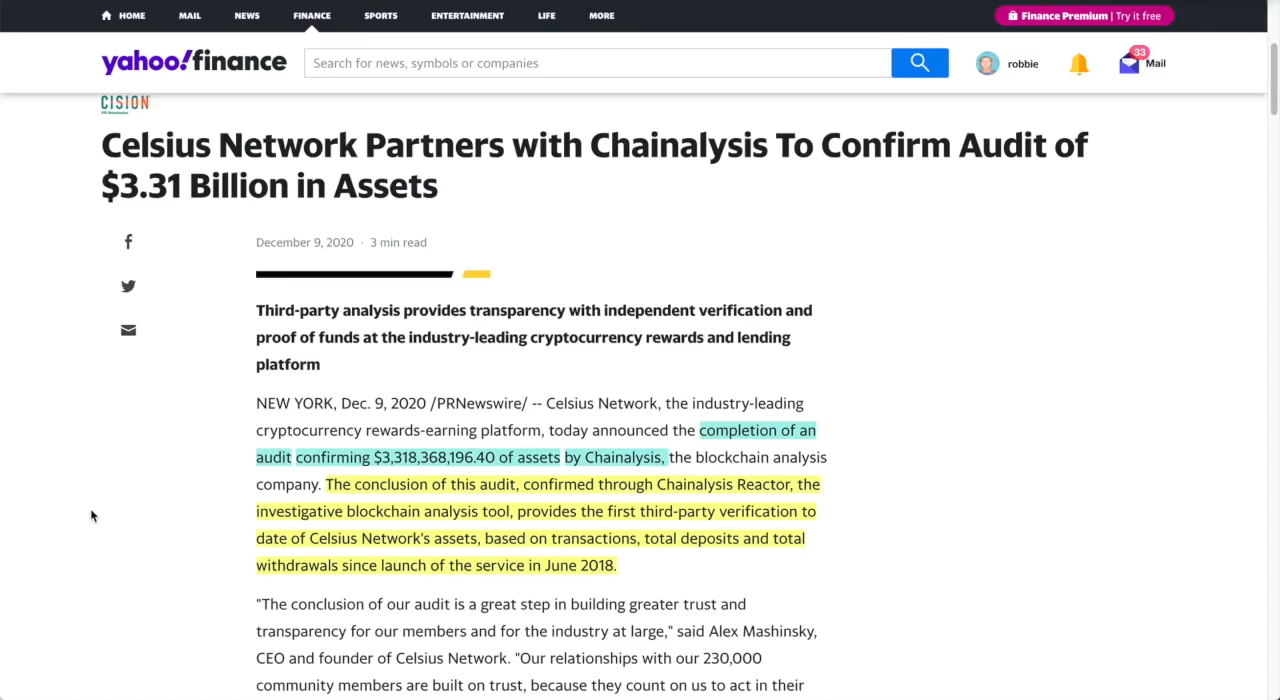 HOME MAIL NEWS FINANCE SPORTS ENTERTAINMENT LIFE MORE Finance Premium | Try it free
yahoo!finance Search for news, symbols or companies robbie 33 Mail
CISION
PR Newswire
Celsius Network Partners with Chainalysis To Confirm Audit of
$3.31 Billion in Assets
December 9, 2020 · 3 min read
Third-party analysis provides transparency with independent verification and
proof of funds at the industry-leading cryptocurrency rewards and lending
platform
NEW YORK, Dec. 9, 2020 /PRNewswire/ -- Celsius Network, the industry-leading
cryptocurrency rewards-earning platform, today announced the completion of an
audit confirming $3,318,368,196.40 of assets by Chainalysis, the blockchain analysis
company. The conclusion of this audit, confirmed through Chainalysis Reactor, the
investigative blockchain analysis tool, provides the first third-party verification to
date of Celsius Network's assets, based on transactions, total deposits and total
withdrawals since launch of the service in June 2018.
"The conclusion of our audit is a great step in building greater trust and
transparency for our members and for the industry at large," said Alex Mashinsky,
CEO and founder of Celsius Network. "Our relationships with our 230,000
community members are built on trust, because they count on us to act in their